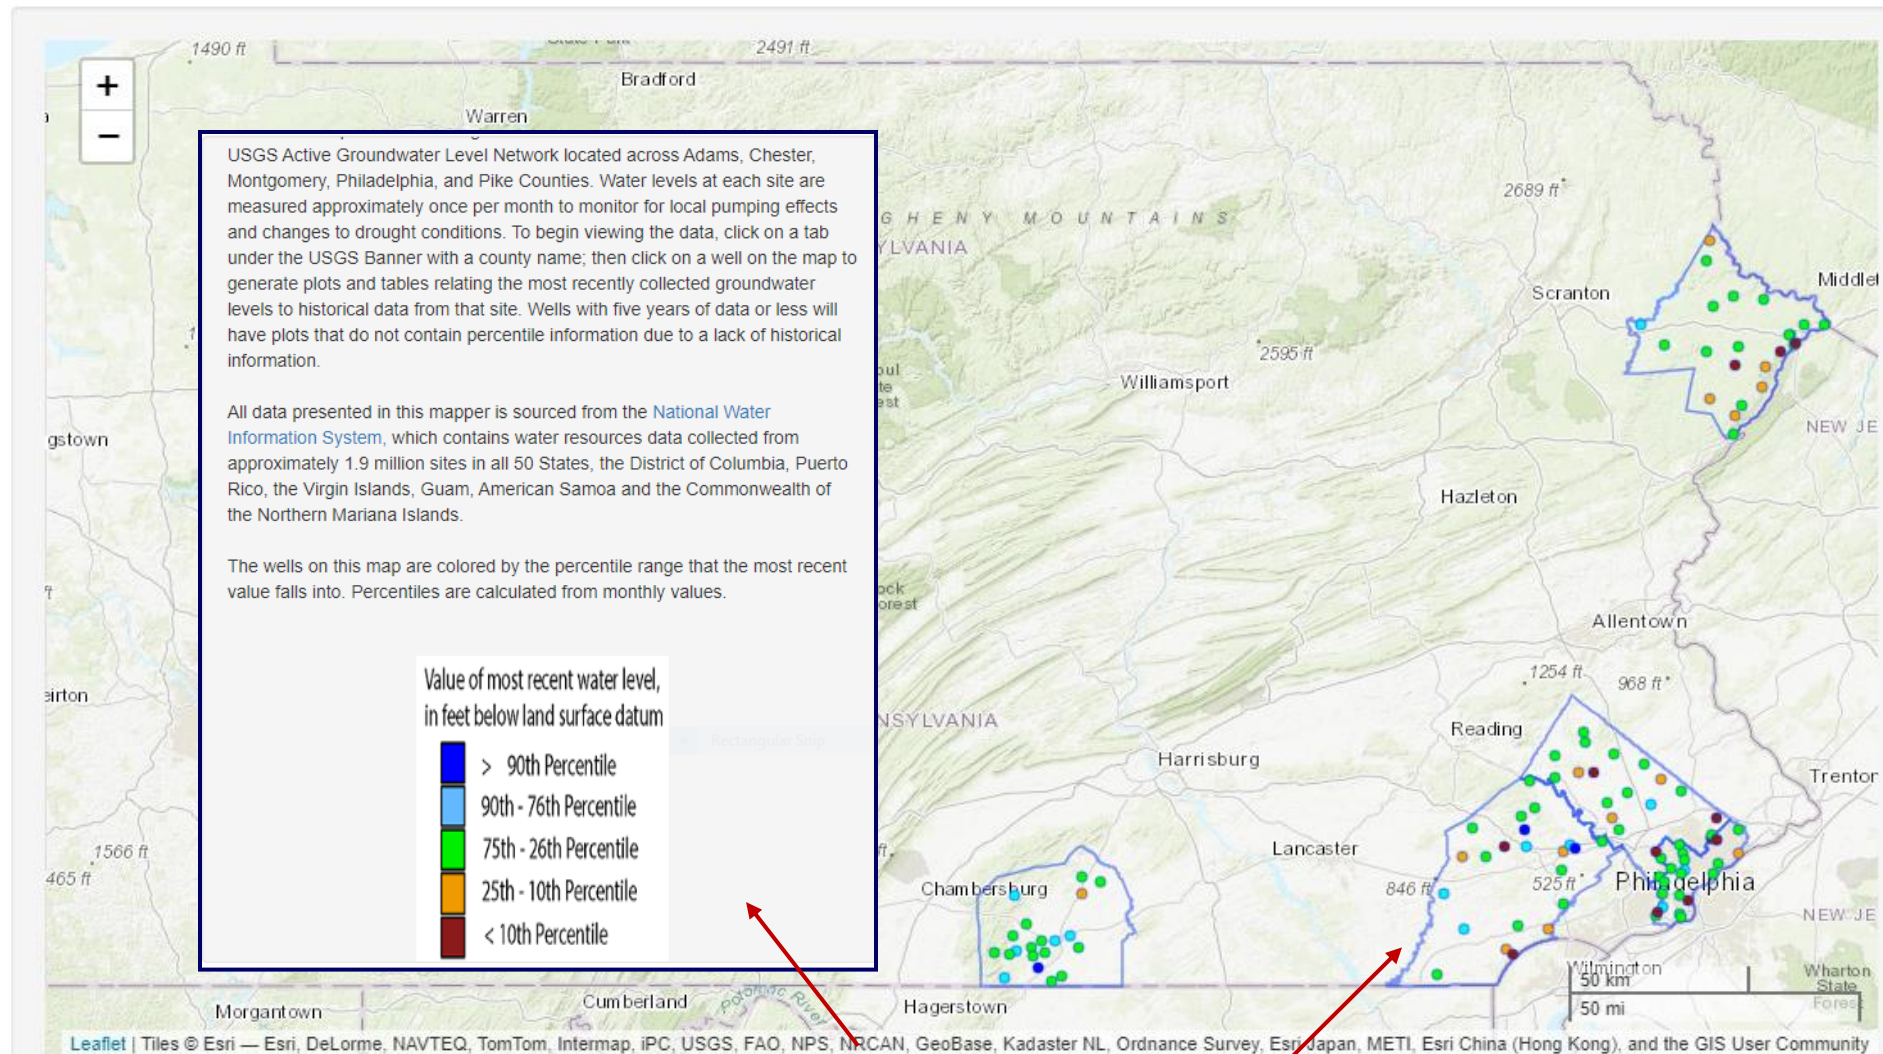 1490 ft
2491 ft
Bradford
+
Warren
−
USGS Active Groundwater Level Network located across Adams, Chester,
Montgomery, Philadelphia, and Pike Counties. Water levels at each site are
measured approximately once per month to monitor for local pumping effects
and changes to drought conditions. To begin viewing the data, click on a tab
under the USGS Banner with a county name; then click on a well on the map to
generate plots and tables relating the most recently collected groundwater
levels to historical data from that site. Wells with five years of data or less will
have plots that do not contain percentile information due to a lack of historical
information.
All data presented in this mapper is sourced from the National Water
Information System, which contains water resources data collected from
approximately 1.9 million sites in all 50 States, the District of Columbia, Puerto
Rico, the Virgin Islands, Guam, American Samoa and the Commonwealth of
the Northern Mariana Islands.
The wells on this map are colored by the percentile range that the most recent
value falls into. Percentiles are calculated from monthly values.
Value of most recent water level,
in feet below land surface datum
> 90th Percentile
90th - 76th Percentile
75th - 26th Percentile
25th - 10th Percentile
< 10th Percentile
2689 ft
GHENY MOUNTAINS
YLVANIA
Scranton
Middlet
2595 ft
Williamsport
NEW JE
gstown
Hazleton
Allentown
1254 ft
968 ft
eirton
NSYLVANIA
Reading
Harrisburg
Trentor
1566 ft
465 ft
Lancaster
Chambersburg
846 ft
525 ft
Philadelphia
NEW JE
Wilmington
50 km
50 mi
Wharton
State
Forest
Morgantown
Cumberland
Potomac River
Hagerstown
Leaflet | Tiles © Esri — Esri, DeLorme, NAVTEQ, TomTom, Intermap, iPC, USGS, FAO, NPS, NRCAN, GeoBase, Kadaster NL, Ordnance Survey, Esri Japan, METI, Esri China (Hong Kong), and the GIS User Community